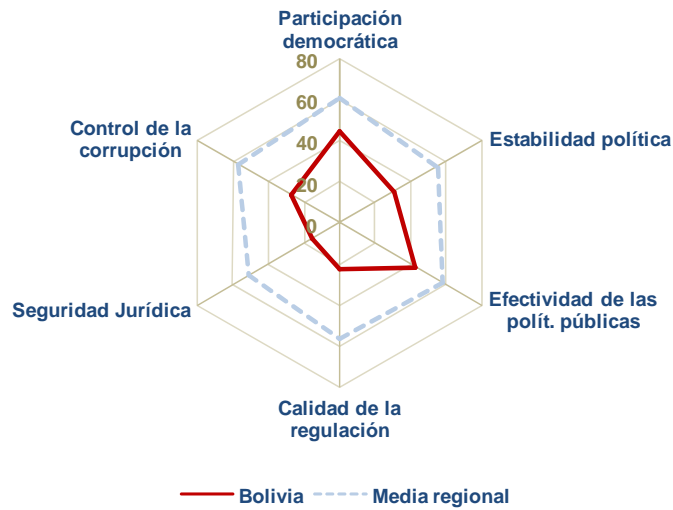 Participación
democrática
80
60
40
20
0
Estabilidad política
Efectividad de las
polít. públicas
Calidad de la
regulación
Seguridad Jurídica
Control de la
corrupción
Bolivia
Media regional